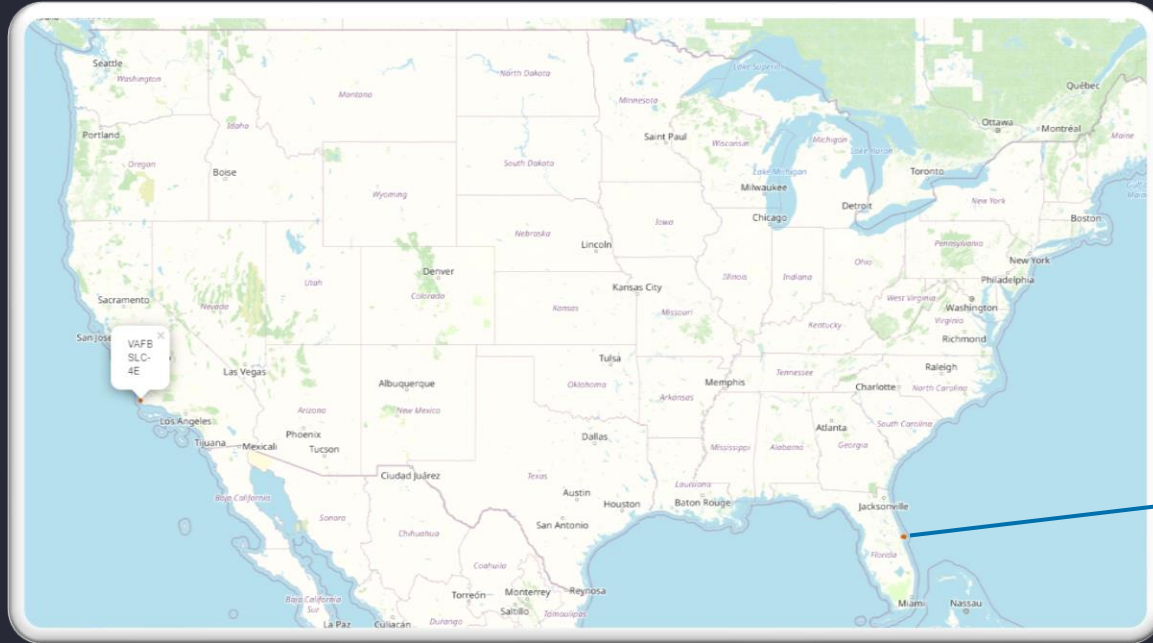 Québec
Seattle
Washington
North Dakota
Lake Superior
Montana
Minnesota
Ottawa
Montréal
Maine
Portland
Idaho
Saint Paul
Wisconsin
Michigan
Lake Huron
Oregon
Boise
South Dakota
Lake Michigan
Toronto
Wyoming
Milwaukee
Detroit
New York
Chicago
Boston
Iowa
Nebraska
Lincoln
Pennsylvania
New York
Ohio
Denver
Utah
Illinois
Indiana
Philadelphia
Colorado
Kansas City
Sacramento
Nevada
Kansas
Missouri
West Virginia
Washington
Virginia
Kentucky
Richmond
San José
VAFB
SLC-
4E
×
Las Vegas
Tulsa
Raleigh
Albuquerque
Oklahoma
Memphis
Tennessee
Charlotte
North Carolina
Arkansas
Los Angeles
Arizona
New Mexico
South Carolina
Phoenix
Tucson
Tijuana
Mexicali
Dallas
Atlanta
Mississippi
Alabama
Georgia
Ciudad Juárez
Texas
Louisiana
Baja California
Austin
Houston
Baton Rouge
Jacksonville
Sonora
San Antonio
Chihuahua
Florida
Coahuila
Baja California
Sur
Torreón
Monterrey
Reynosa
Saltillo
Tamaulipas
Miami
Nassau
La Paz
Culiacán
Durango